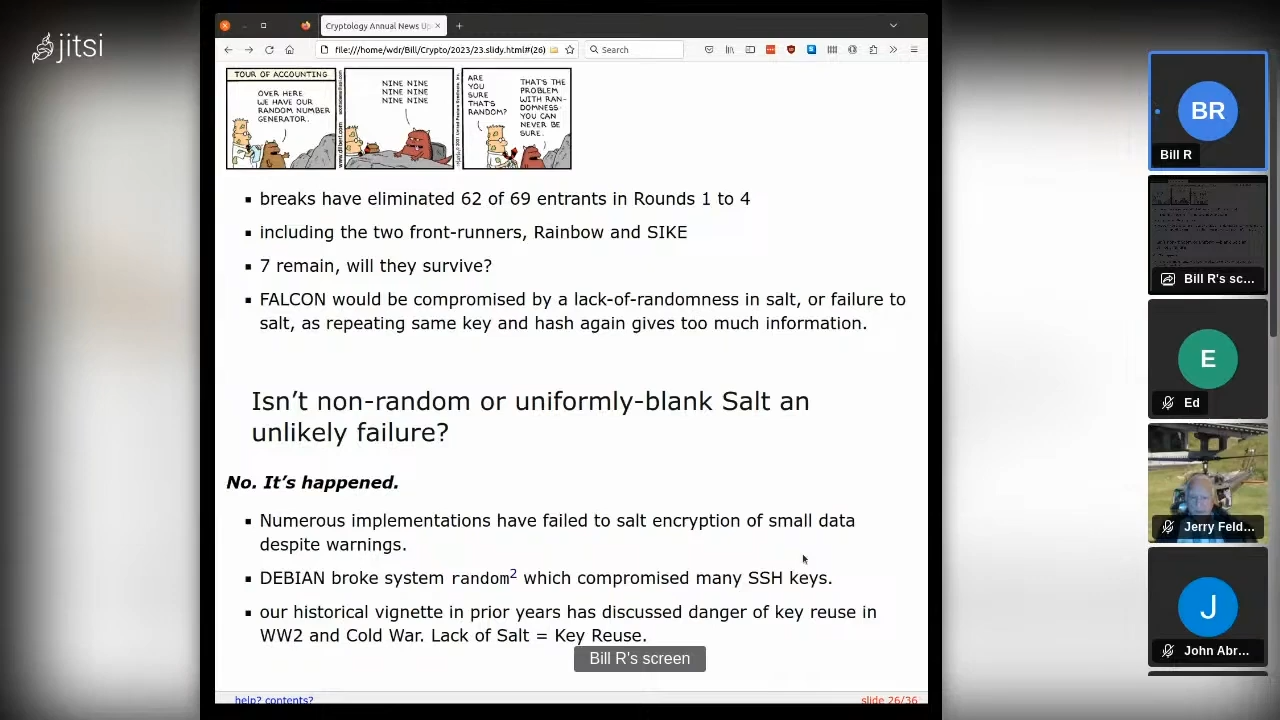 jitsi
Cryptology Annual News Up
file:///home/wdr/Bill/Crypto/2023/23.slidy.html#(26)
Search
TOUR OF ACCOUNTING
OVER HERE
WE HAVE OUR
RANDOM NUMBER
GENERATOR.
NINE NINE
NINE NINE
NINE NINE
ARE
YOU
SURE
THAT'S
RANDOM?
THAT'S THE
PROBLEM
WITH RAN-
DOMNESS:
YOU CAN
NEVER BE
SURE.
▪ breaks have eliminated 62 of 69 entrants in Rounds 1 to 4
▪ including the two front-runners, Rainbow and SIKE
▪ 7 remain, will they survive?
▪ FALCON would be compromised by a lack-of-randomness in salt, or failure to
salt, as repeating same key and hash again gives too much information.
Isn't non-random or uniformly-blank Salt an
unlikely failure?
No. It's happened.
▪ Numerous implementations have failed to salt encryption of small data
despite warnings.
▪ DEBIAN broke system random2 which compromised many SSH keys.
▪ our historical vignette in prior years has discussed danger of key reuse in
WW2 and Cold War. Lack of Salt = Key Reuse.
Bill R's screen
help? contents?
slide 26/36
BR
Bill R
Bill R's sc...
E
Ed
Jerry Feld...
J
John Abr...